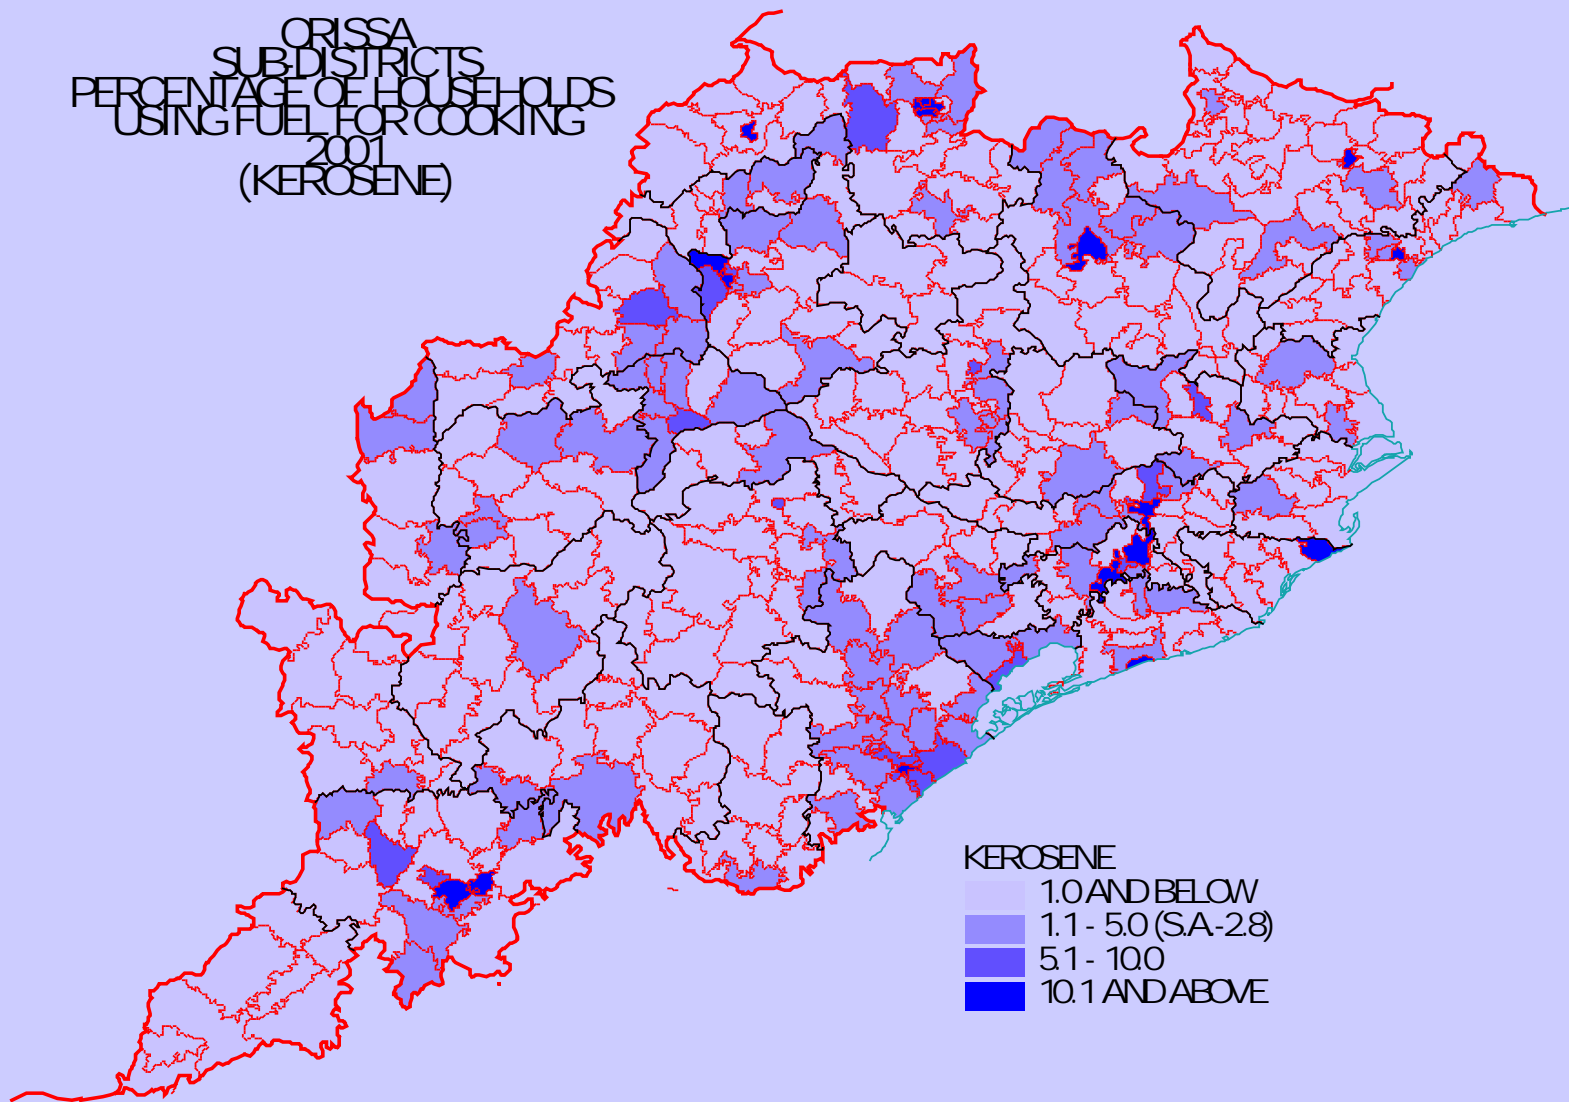 ORISSA
SUB-DISTRICTS
PERCENTAGE OF HOUSEHOLDS
USING FUEL FOR COOKING
2001
(KEROSENE)
KEROSENE
1.0 AND BELOW
1.1 - 5.0 (S.A.-2.8)
5.1 - 10.0
10.1 AND ABOVE